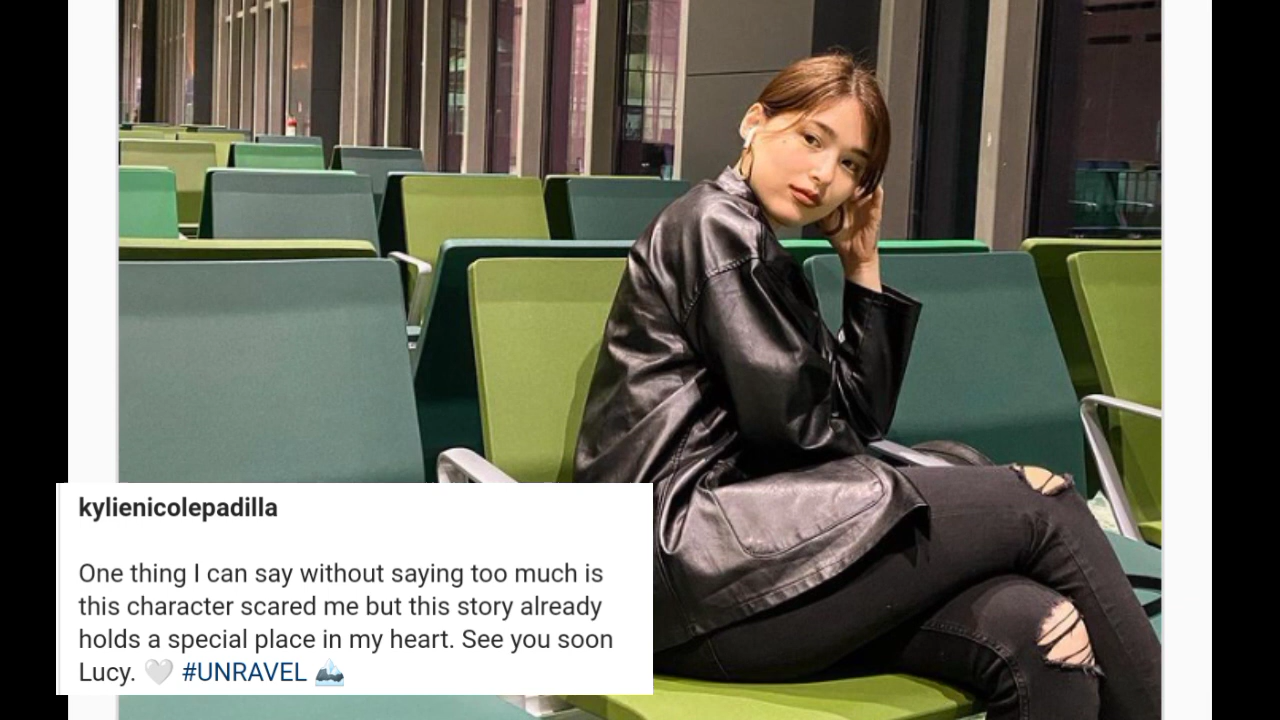 kylienicolepadilla
One thing I can say without saying too much is
this character scared me but this story already
holds a special place in my heart. See you soon
Lucy. 🤍 #UNRAVEL 🏔️